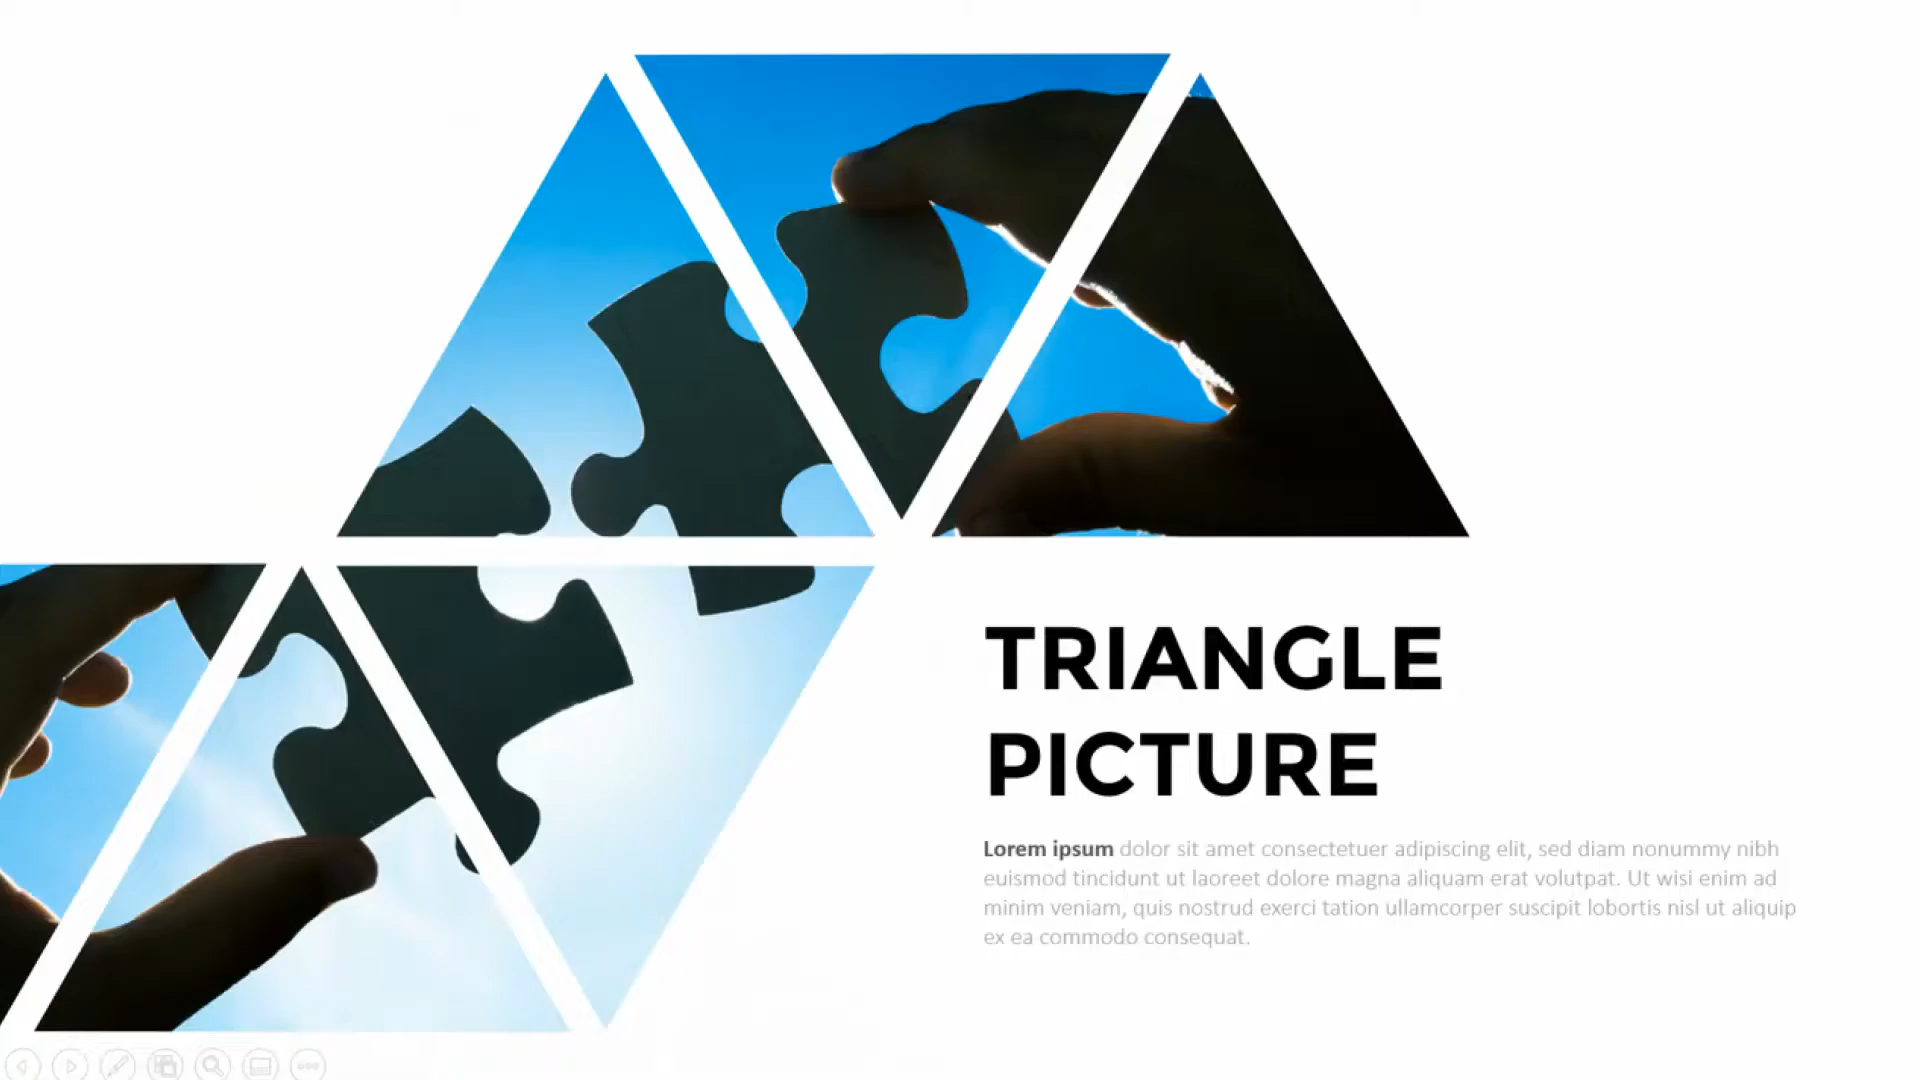 TRIANGLE
PICTURE
Lorem ipsum dolor sit amet consectetuer adipiscing elit, sed diam nonummy nibh
euismod tincidunt ut laoreet dolore magna aliquam erat volutpat. Ut wisi enim ad
minim veniam, quis nostrud exerci tation ullamcorper suscipit lobortis nisl ut aliquip
ex ea commodo consequat.